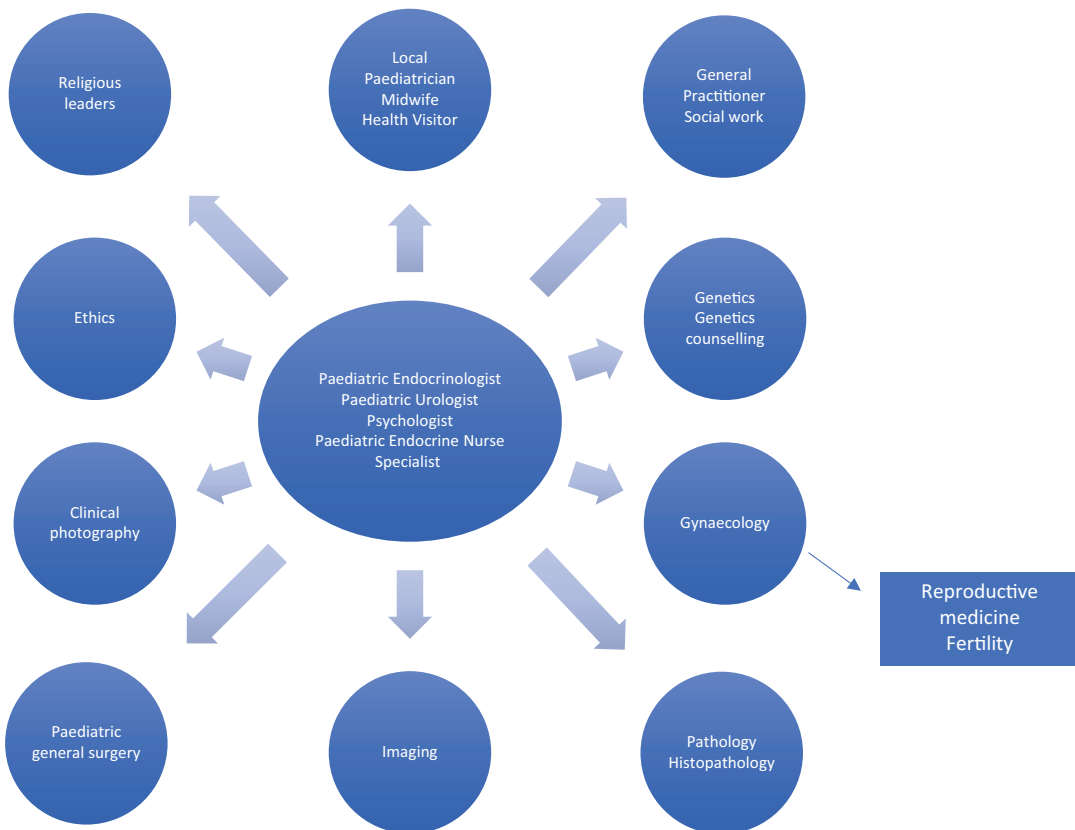 Religious
leaders
Local
Paediatrician
Midwife
Health Visitor
General
Practitioner
Social work
Ethics
Genetics
Genetics
counselling
Paediatric Endocrinologist
Paediatric Urologist
Psychologist
Paediatric Endocrine Nurse
Specialist
Clinical
photography
Gynaecology
Reproductive
medicine
Fertility
Paediatric
general surgery
Imaging
Pathology
Histopathology